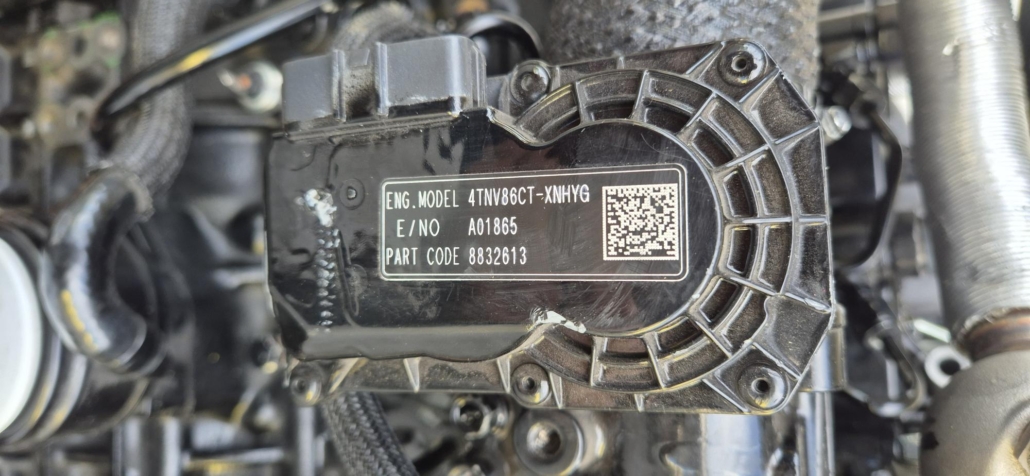 ENG.MODEL 4TNV86CT-XNHYG
E/NO A01865
PART CODE 8832613